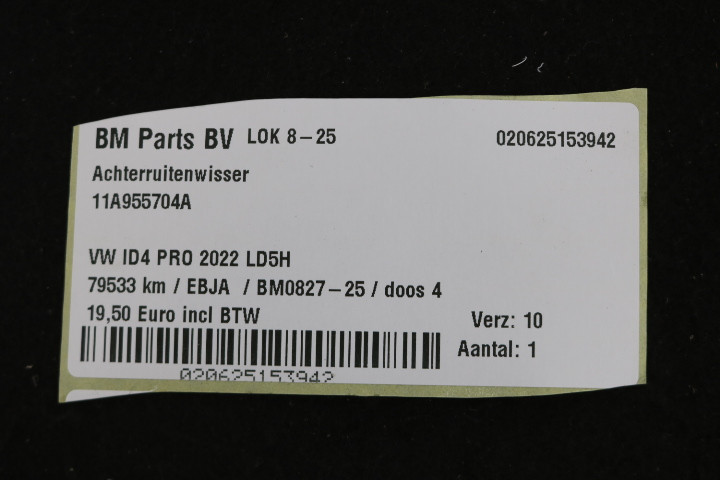 BM Parts BV LOK 8-25 020625153942
Achterruitenwisser
11A955704A
VW ID4 PRO 2022 LD5H
79533 km / EBJA / BM0827-25 / doos 4
19,50 Euro incl BTW Verz: 10
Aantal: 1
020625153942